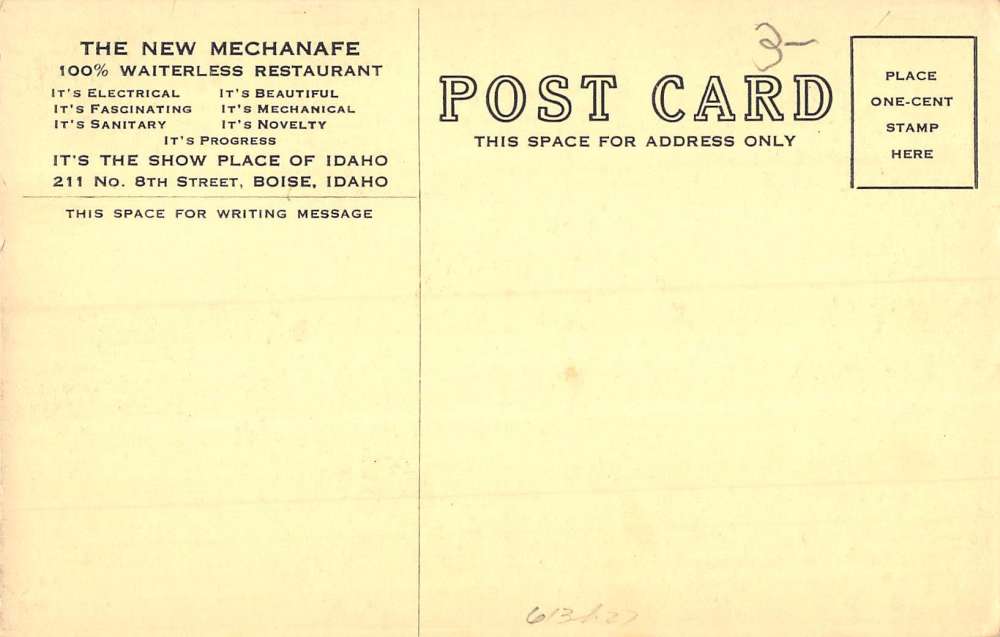 THE NEW MECHANAFE
100% WAITERLESS RESTAURANT
IT'S ELECTRICAL IT'S BEAUTIFUL
IT'S FASCINATING IT'S MECHANICAL
IT'S SANITARY IT'S NOVELTY
IT'S PROGRESS
IT'S THE SHOW PLACE OF IDAHO
211 NO. 8TH STREET, BOISE, IDAHO
THIS SPACE FOR WRITING MESSAGE
3-
POST CARD
THIS SPACE FOR ADDRESS ONLY
PLACE
ONE-CENT
STAMP
HERE